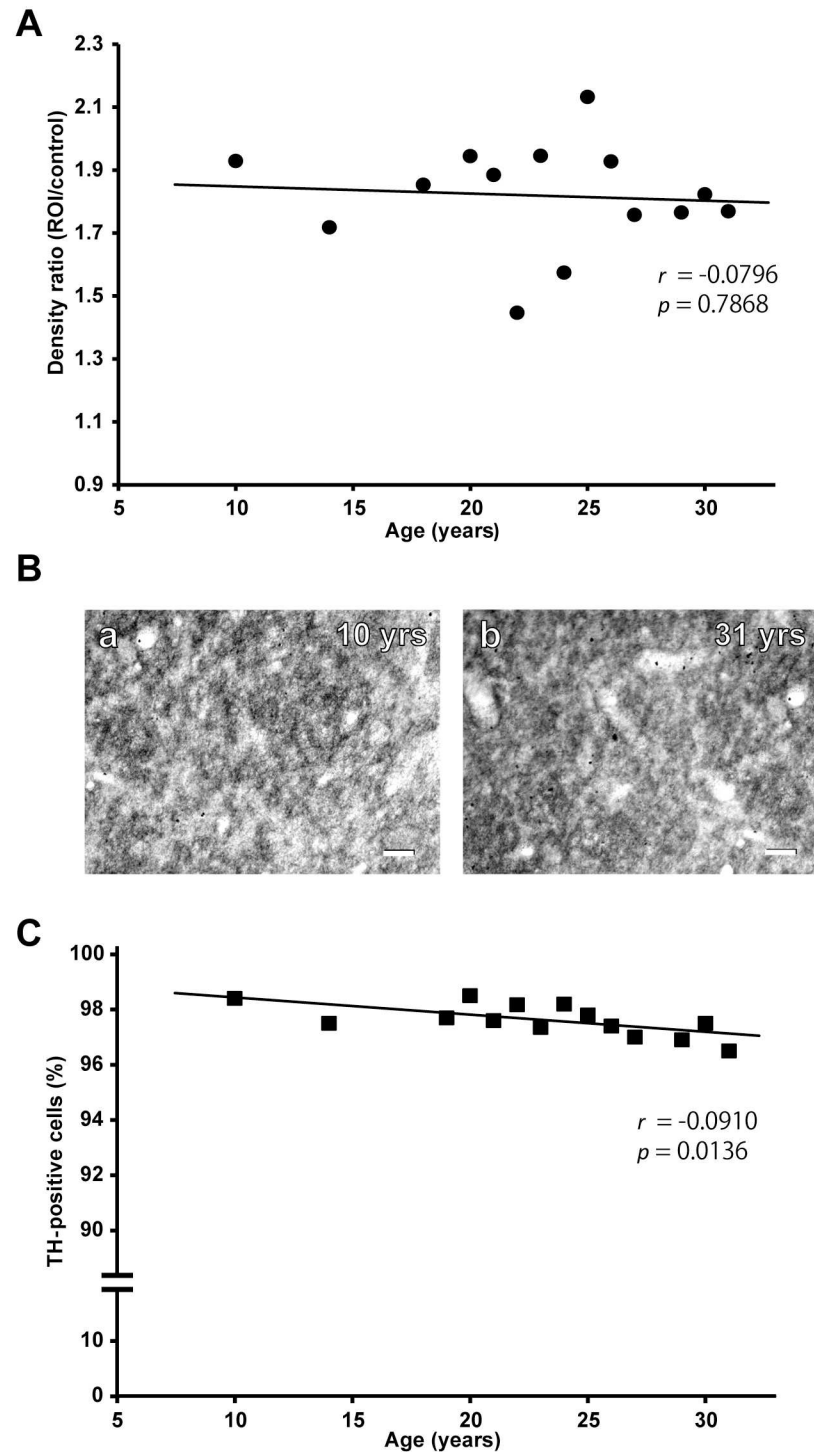 A
2.3
2.1
1.9
1.7
1.5
1.3
1.1
0.9
Density ratio (ROI/control)
r = -0.0796
p = 0.7868
5 10 15 20 25 30
Age (years)
B
a 10 yrs
b 31 yrs
C
100
98
96
94
92
90
10
0
TH-positive cells (%)
r = -0.0910
p = 0.0136
5 10 15 20 25 30
Age (years)